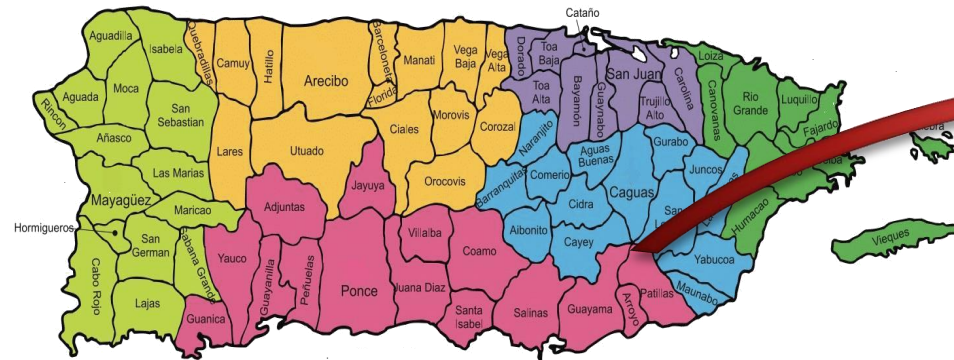 Aguadilla
Isabela
Quebradillas
Camuy
Hatillo
Arecibo
Barceloneta
Florida
Manati
Vega
Baja
Vega
Alta
Dorado
Toa
Baja
Cataño
Toa
Alta
Bayamón
Guaynabo
San Juan
Trujillo
Alto
Carolina
Loiza
Canovanas
Rio
Grande
Luquillo
Fajardo
Rincon
Aguada
Moca
San
Sebastian
Añasco
Las Marias
Mayagüez
Maricao
Hormigueros
San
German
Sabana Grande
Cabo Rojo
Lajas
Lares
Utuado
Ciales
Morovis
Corozal
Orocovis
Jayuya
Adjuntas
Yauco
Guanica
Guayanilla
Peñuelas
Ponce
Villalba
Juana Diaz
Coamo
Santa
Isabel
Salinas
Guayama
Arroyo
Patillas
Naranjito
Barranquitas
Comerio
Aguas
Buenas
Cidra
Aibonito
Cayey
Caguas
Gurabo
Juncos
San
Yabucoa
Maunabo
Humacao
Vieques